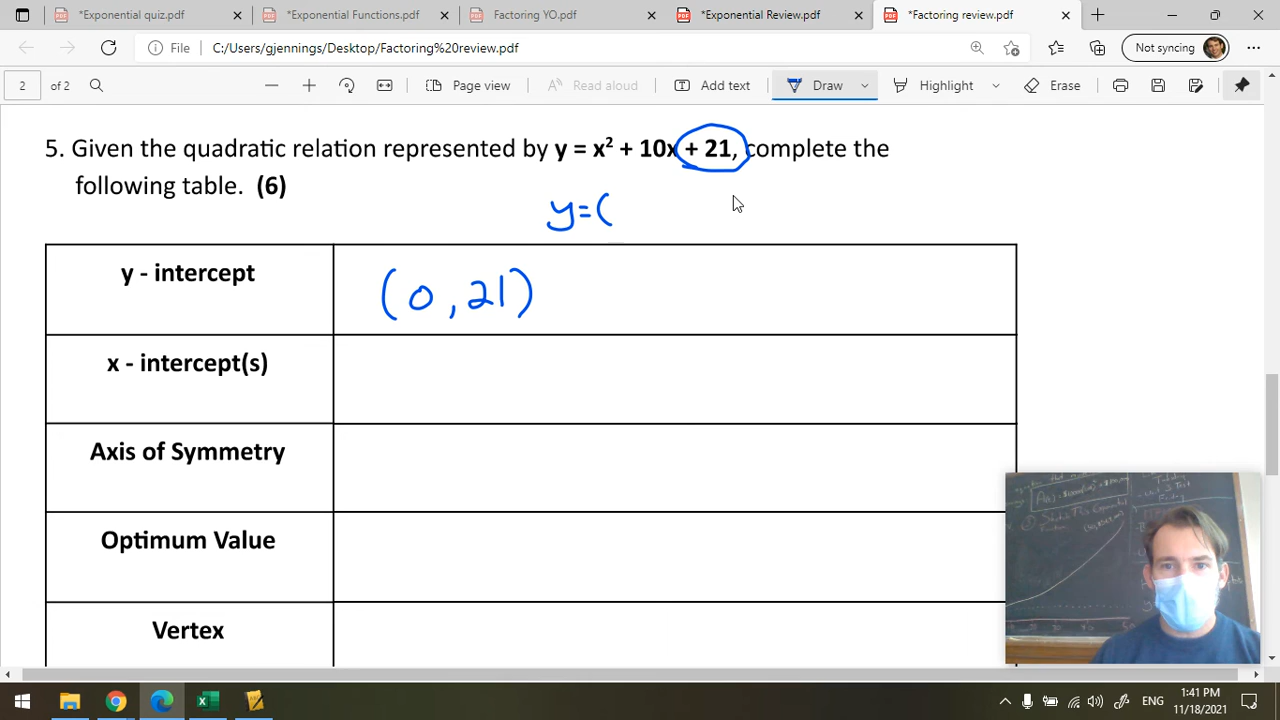 *Exponential quiz.pdf
*Exponential Functions.pdf
Factoring YO.pdf
*Exponential Review.pdf
*Factoring review.pdf
File
C:/Users/gjennings/Desktop/Factoring%20review.pdf
Not syncing
2 of 2
Page view
Read aloud
Add text
Draw
Highlight
Erase
5. Given the quadratic relation represented by y = x² + 10x + 21, complete the
following table. (6)
y=(
y - intercept
(0,21)
x - intercept(s)
Axis of Symmetry
Optimum Value
Vertex
ENG
1:41 PM
11/18/2021